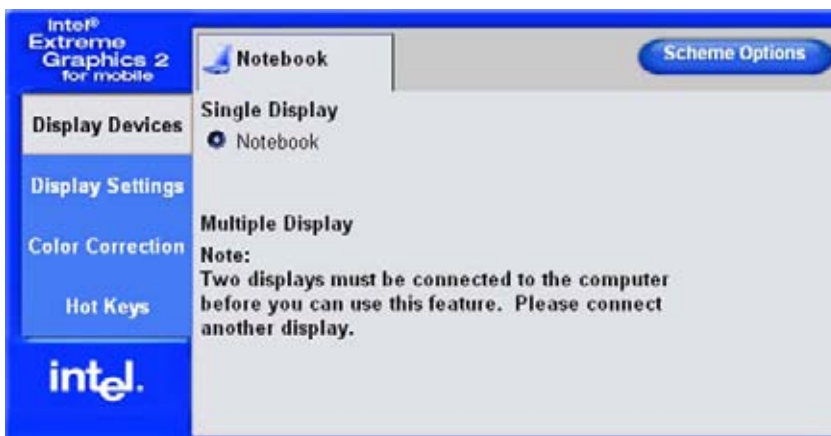 intel®
Extreme
Graphics 2
for mobile
Display Devices
Display Settings
Color Correction
Hot Keys
intel.
Notebook
Scheme Options
Single Display
Notebook
Multiple Display
Note:
Two displays must be connected to the computer
before you can use this feature. Please connect
another display.